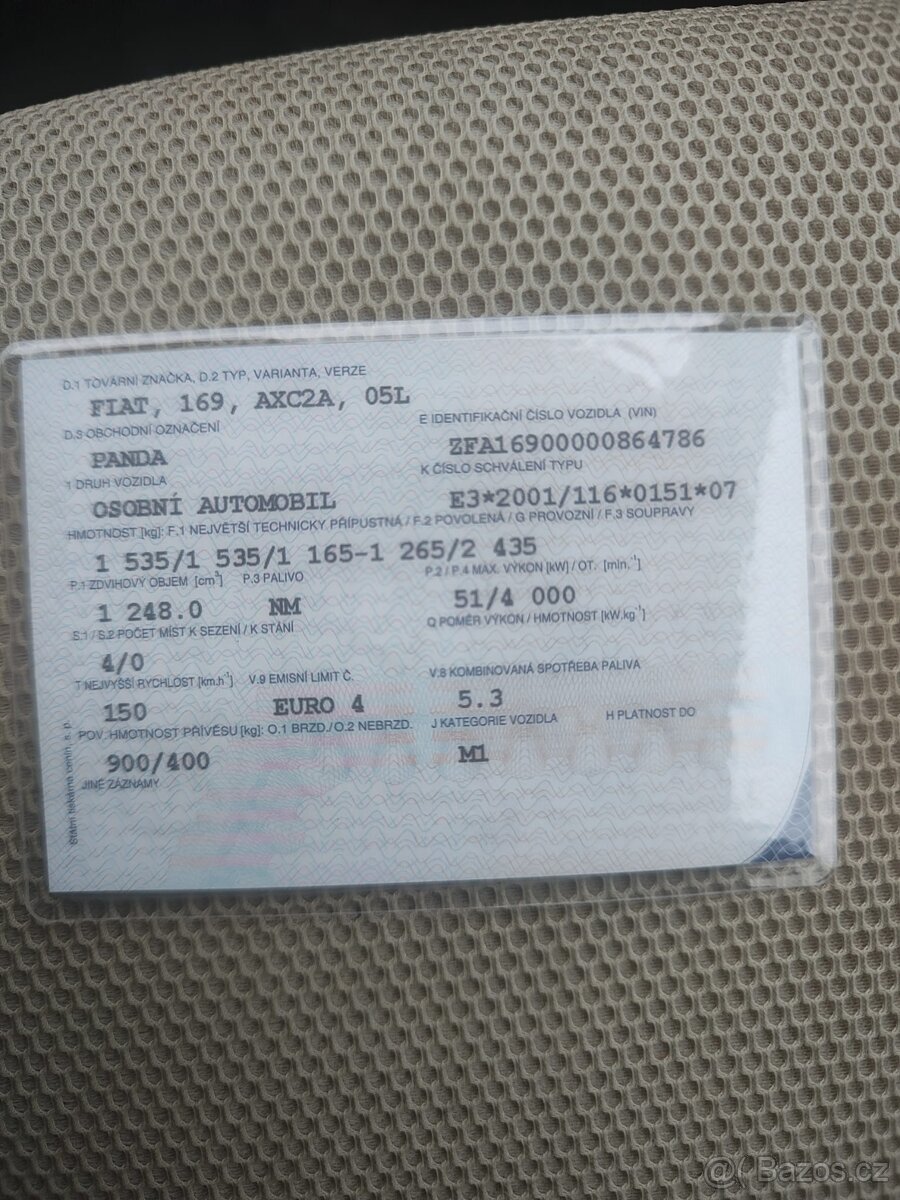 D.1 TOVÁRNÍ ZNAČKA, D.2 TYP, VARIANTA, VERZE
FIAT, 169, AXC2A, 05L
E IDENTIFIKAČNÍ ČÍSLO VOZIDLA (VIN)
D.3 OBCHODNÍ OZNAČENÍ
ZFA16900000864786
PANDA
K ČÍSLO SCHVÁLENÍ TYPU
1 DRUH VOZIDLA
OSOBNÍ AUTOMOBIL
E3*2001/116*0151*07
HMOTNOST [kg]: F.1 NEJVĚTŠÍ TECHNICKY PŘÍPUSTNÁ / F.2 POVOLENÁ / G PROVOZNÍ / F.3 SOUPRAVY
1 535/1 535/1 165-1 265/2 435
P.1 ZDVIHOVÝ OBJEM [cm³] P.3 PALIVO
P.2 / P.4 MAX. VÝKON [kW] / OT. [min.⁻¹]
1 248.0 NM
51/4 000
S.1 / S.2 POČET MÍST K SEZENÍ / K STÁNÍ
Q POMĚR VÝKON / HMOTNOST [kW.kg⁻¹]
4/0
T NEJVYŠŠÍ RYCHLOST [km.h⁻¹] V.9 EMISNÍ LIMIT Č.
V.8 KOMBINOVANÁ SPOTŘEBA PALIVA
150 EURO 4
5.3
POV. HMOTNOST PŘÍVĚSU [kg]: O.1 BRZD./O.2 NEBRZD.
J KATEGORIE VOZIDLA H PLATNOST DO
900/400
M1
JINÉ ZÁZNAMY
Státní tiskárna cenin, s. p.
@ Bazos.cz